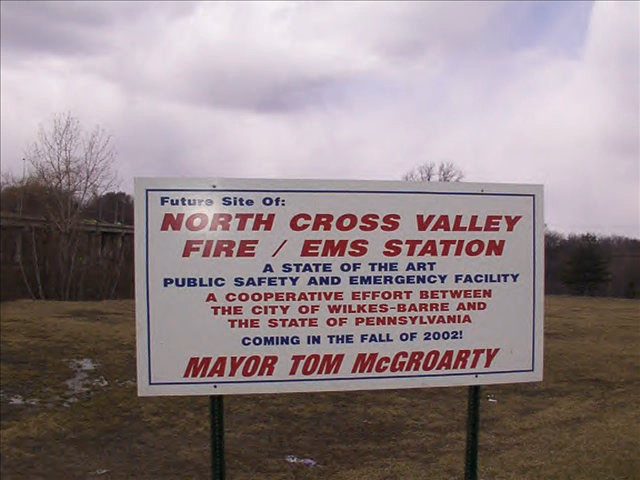 Future Site Of:
NORTH CROSS VALLEY
FIRE / EMS STATION
A STATE OF THE ART
PUBLIC SAFETY AND EMERGENCY FACILITY
A COOPERATIVE EFFORT BETWEEN
THE CITY OF WILKES-BARRE AND
THE STATE OF PENNSYLVANIA
COMING IN THE FALL OF 2002!
MAYOR TOM McGROARTY